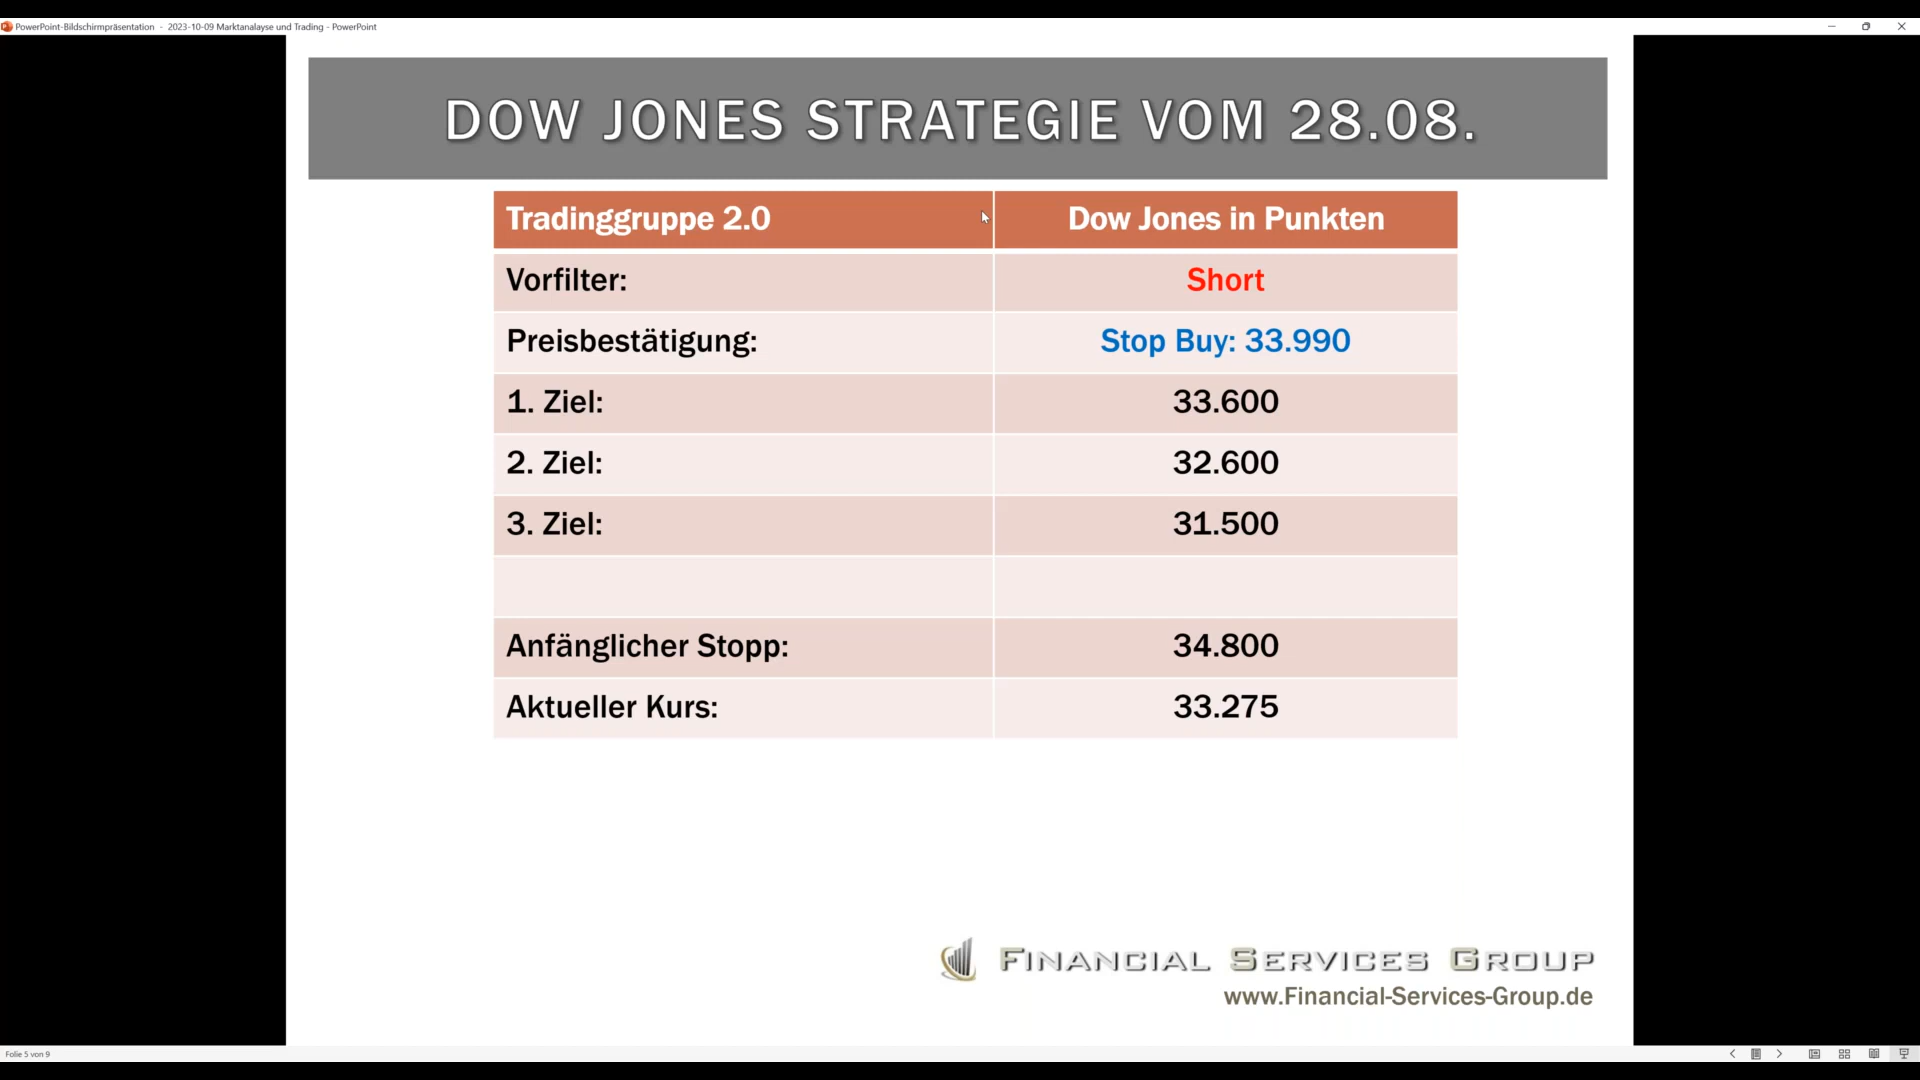 PowerPoint-Bildschirmpräsentation - 2023-10-09 Marktanalayse und Trading - PowerPoint
DOW JONES STRATEGIE VOM 28.08.
Tradinggruppe 2.0 Dow Jones in Punkten
Vorfilter: Short
Preisbestätigung: Stop Buy: 33.990
1. Ziel: 33.600
2. Ziel: 32.600
3. Ziel: 31.500
Anfänglicher Stopp: 34.800
Aktueller Kurs: 33.275
FINANCIAL SERVICES GROUP
www.Financial-Services-Group.de
Folie 5 von 9